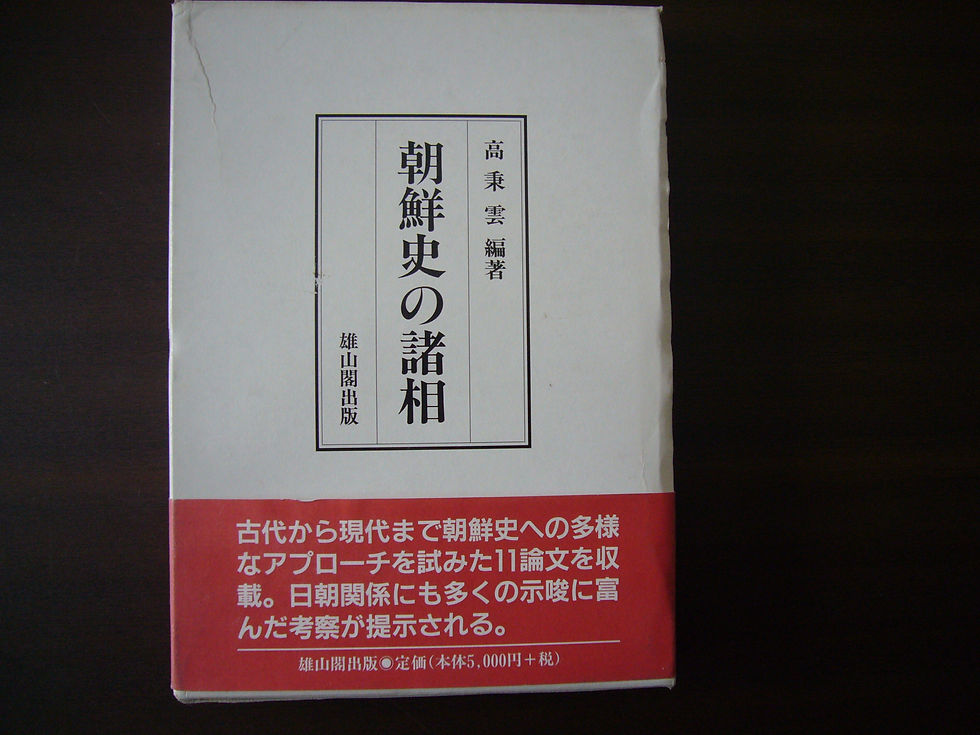 高秉雲 編著
朝鮮史の諸相
雄山閣出版
古代から現代まで朝鮮史への多様
なアプローチを試みた11論文を収
載。日朝関係にも多くの示唆に富
んだ考察が提示される。
雄山閣出版◉定価(本体5,000円+税)